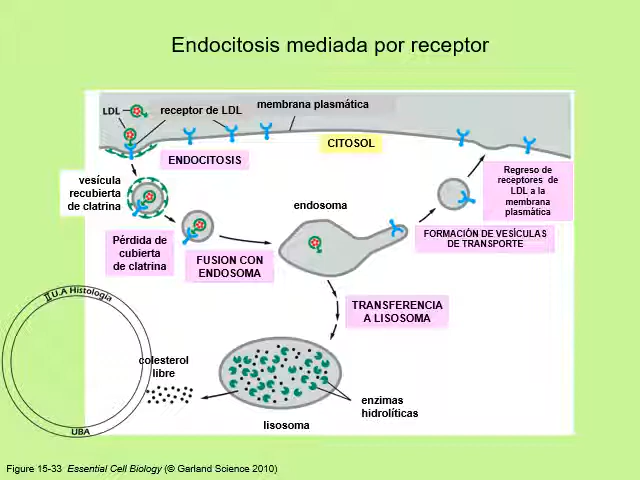 Endocitosis mediada por receptor
LDL
receptor de LDL
membrana plasmática
CITOSOL
ENDOCITOSIS
vesícula
recubierta
de clatrina
Pérdida de
cubierta
de clatrina
FUSION CON
ENDOSOMA
endosoma
Regreso de
receptores de
LDL a la
membrana
plasmática
FORMACIÓN DE VESÍCULAS
DE TRANSPORTE
TRANSFERENCIA
A LISOSOMA
II U.A Histología
UBA
colesterol
libre
enzimas
hidrolíticas
lisosoma
Figure 15-33 Essential Cell Biology (© Garland Science 2010)